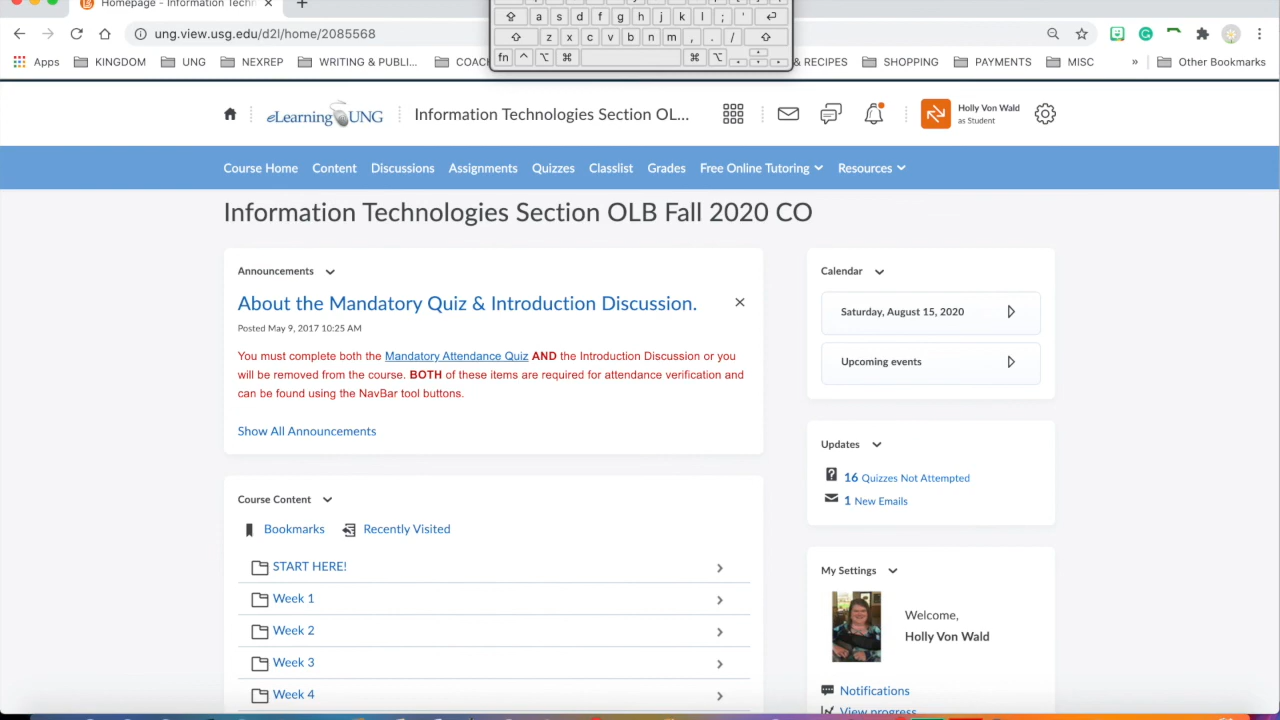 Homepage - Information Techn
a s d f g h j k l ; '
z x c v b n m , . /
fn
ung.view.usg.edu/d2l/home/2085568
Apps KINGDOM UNG NEXREP WRITING & PUBLI... COACH & RECIPES SHOPPING PAYMENTS MISC » Other Bookmarks
eLearning@UNG Information Technologies Section OL... Holly Von Wald
as Student
Course Home Content Discussions Assignments Quizzes Classlist Grades Free Online Tutoring Resources
Information Technologies Section OLB Fall 2020 CO
Announcements
About the Mandatory Quiz & Introduction Discussion.
Posted May 9, 2017 10:25 AM
You must complete both the Mandatory Attendance Quiz AND the Introduction Discussion or you
will be removed from the course. BOTH of these items are required for attendance verification and
can be found using the NavBar tool buttons.
Show All Announcements
Course Content
Bookmarks Recently Visited
START HERE!
Week 1
Week 2
Week 3
Week 4
Calendar
Saturday, August 15, 2020
Upcoming events
Updates
16 Quizzes Not Attempted
1 New Emails
My Settings
Welcome,
Holly Von Wald
Notifications
View progress